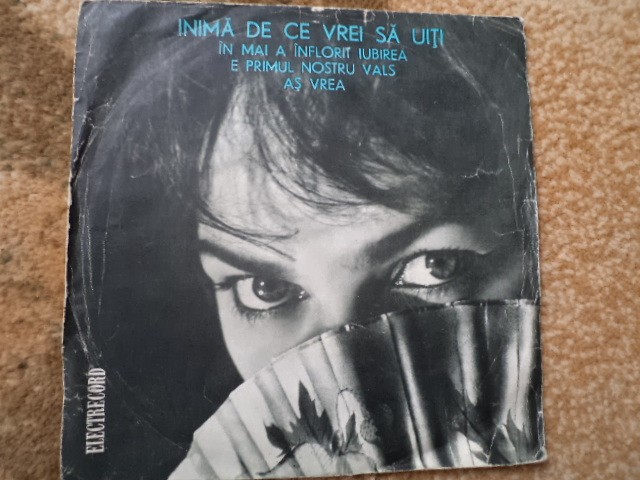 INIMĂ DE CE VREI SĂ UIȚI
ÎN MAI A ÎNFLORIT IUBIREA
E PRIMUL NOSTRU VALS
AȘ VREA
ELECTRECORD